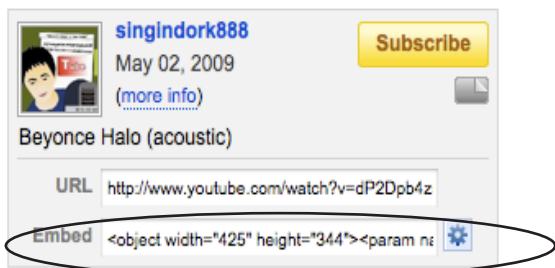 singindork888
Subscribe
May 02, 2009
(more info)
Beyonce Halo (acoustic)
URL http://www.youtube.com/watch?v=dP2Dpb4z
Embed <object width="425" height="344"><param na